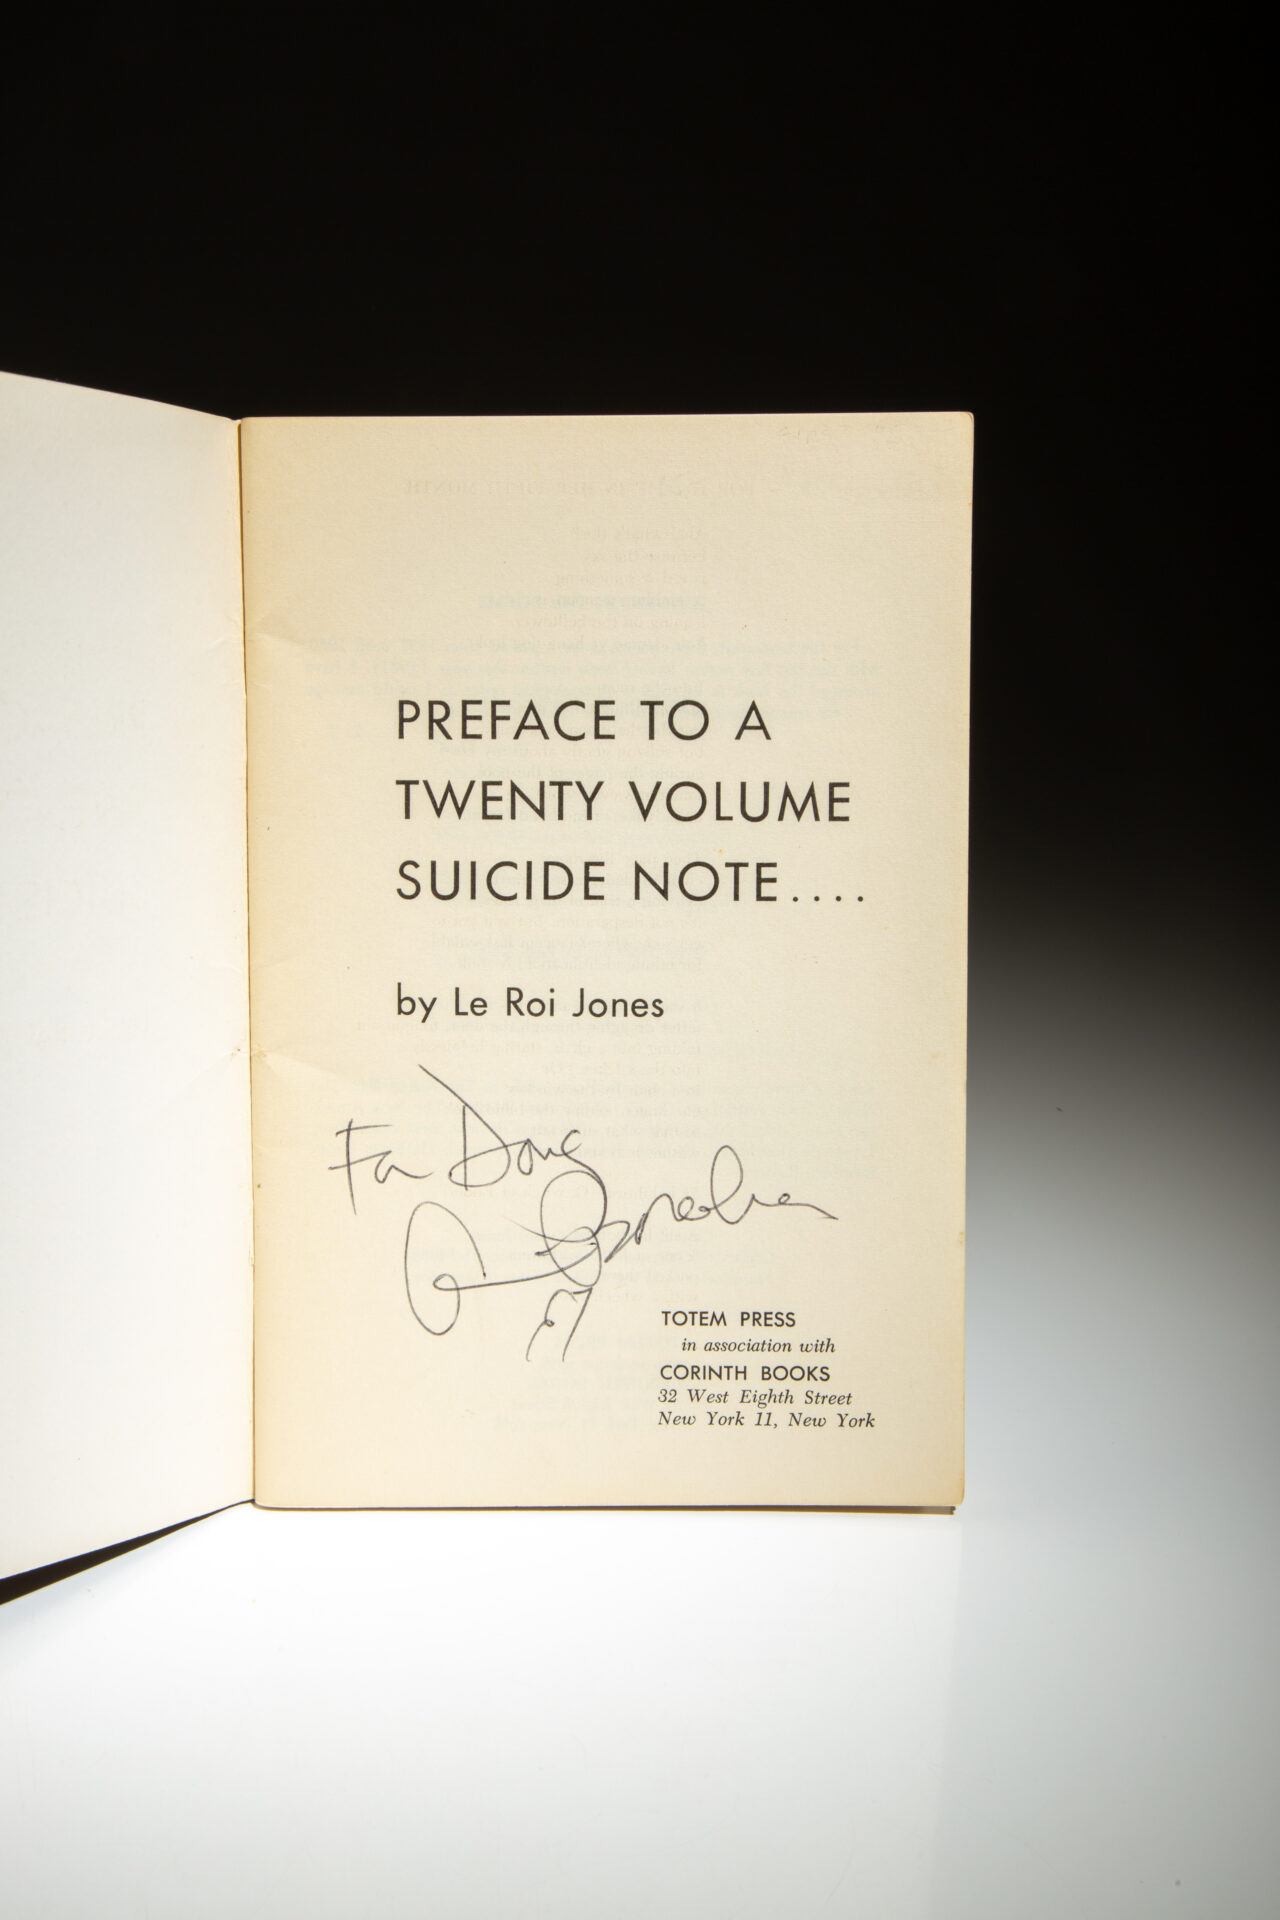 PREFACE TO A
TWENTY VOLUME
SUICIDE NOTE....
by Le Roi Jones
For Doug
TOTEM PRESS
in association with
CORINTH BOOKS
32 West Eighth Street
New York 11, New York